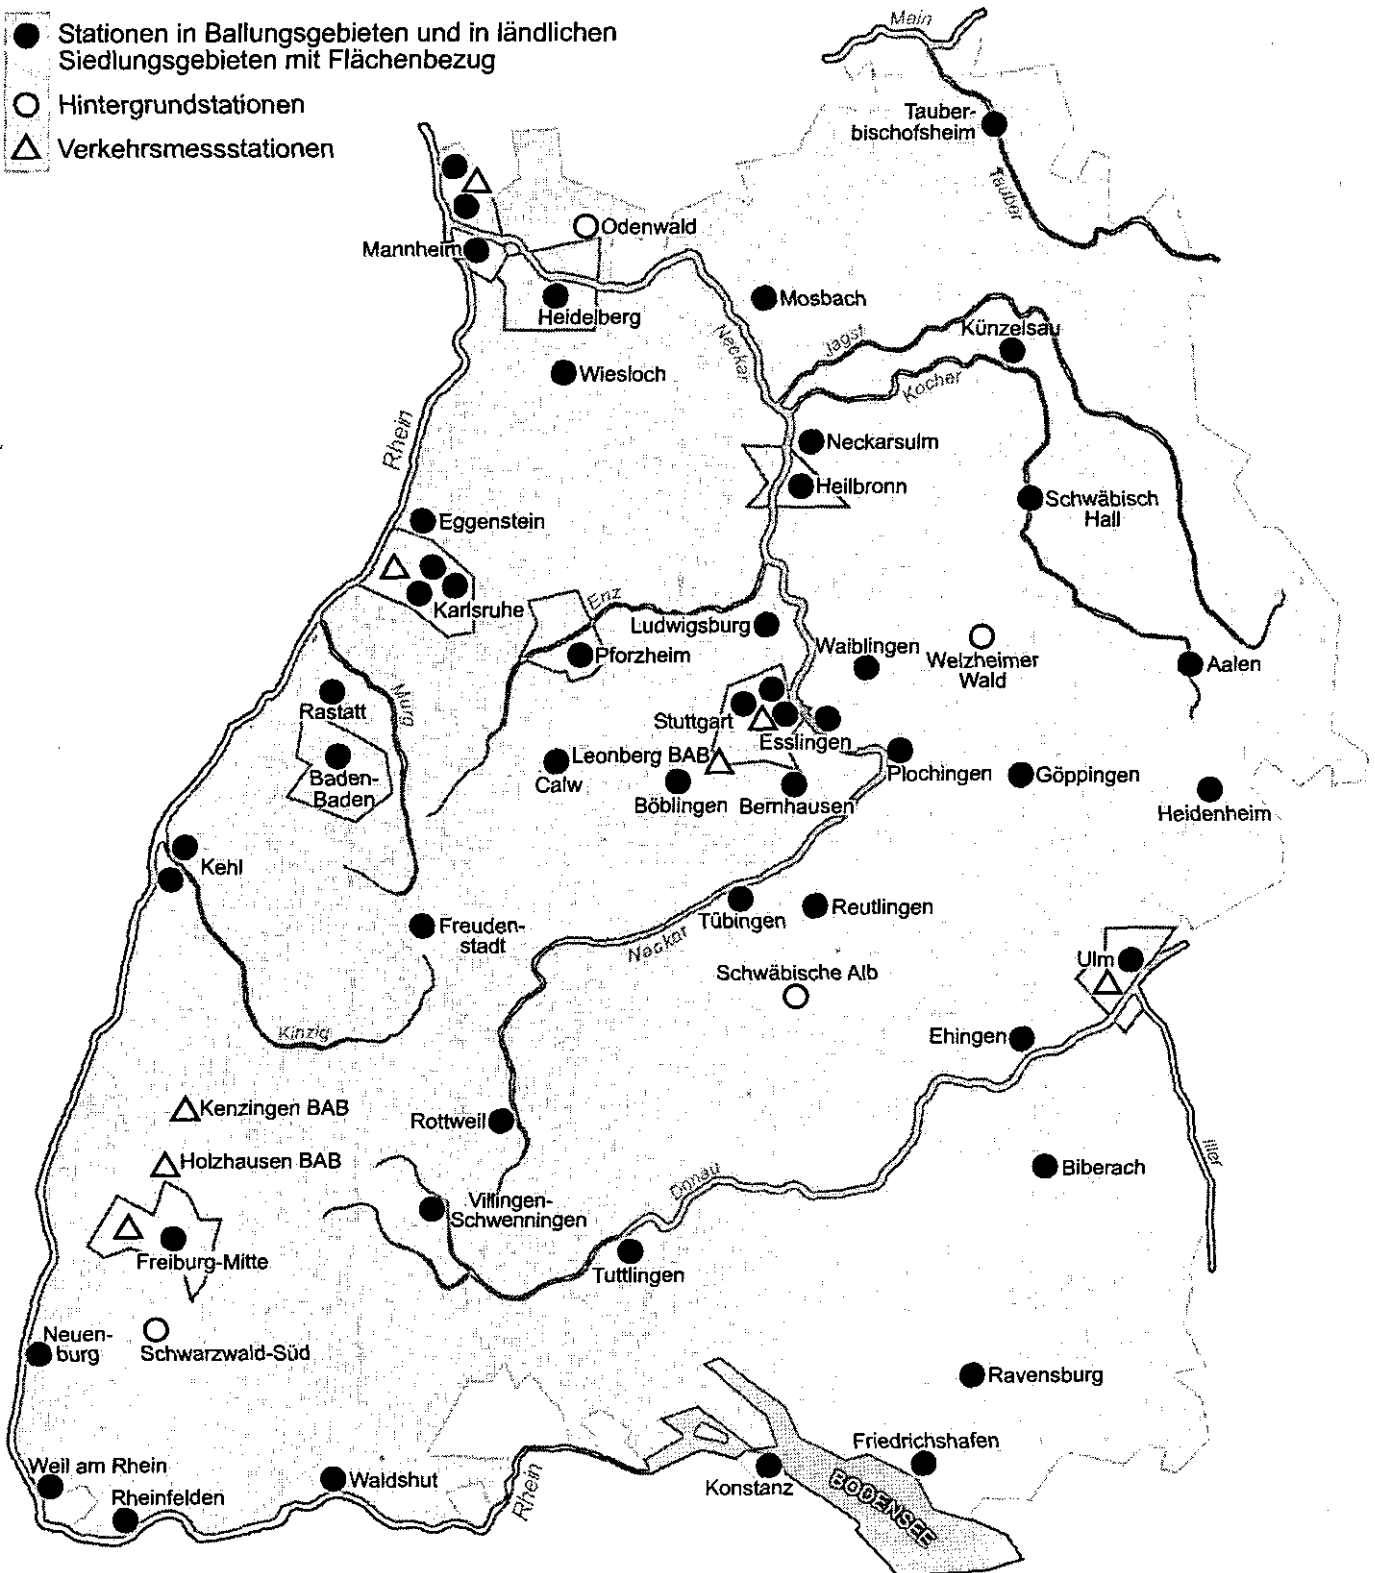 Stationen in Ballungsgebieten und in ländlichen
Siedlungsgebieten mit Flächenbezug
Hintergrundstationen
Verkehrsmessstationen
Main
Tauber-
bischofsheim
Tauber
Odenwald
Mannheim
Heidelberg
Mosbach
Neckar
Jagst
Künzelsau
Kocher
Wiesloch
Rhein
Neckarsulm
Heilbronn
Schwäbisch
Hall
Eggenstein
Karlsruhe
Enz
Ludwigsburg
Pforzheim
Waiblingen
Welzheimer
Wald
Aalen
Rastatt
Murg
Stuttgart
Esslingen
Leonberg BAB
Calw
Böblingen
Bernhausen
Plochingen
Göppingen
Heidenheim
Baden-
Baden
Kehl
Freuden-
stadt
Tübingen
Reutlingen
Neckar
Schwäbische Alb
Ulm
Kinzig
Ehingen
Kenzingen BAB
Rottweil
Holzhausen BAB
Donau
Biberach
Iller
Villingen-
Schwenningen
Freiburg-Mitte
Tuttlingen
Neuen-
burg
Schwarzwald-Süd
Ravensburg
Friedrichshafen
Weil am Rhein
Rheinfelden
Waldshut
Rhein
Konstanz
BODENSEE